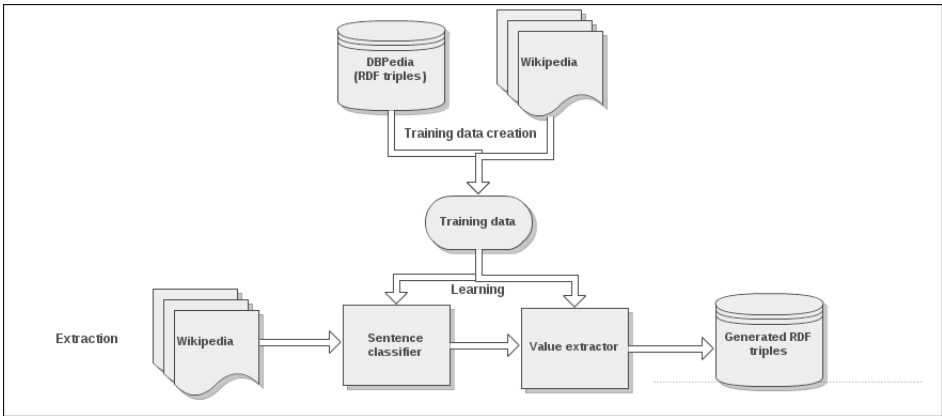 DBPedia
(RDF triples)
Wikipedia
Training data creation
Training data
Learning
Extraction
Wikipedia
Sentence
classifier
Value extractor
Generated RDF
triples